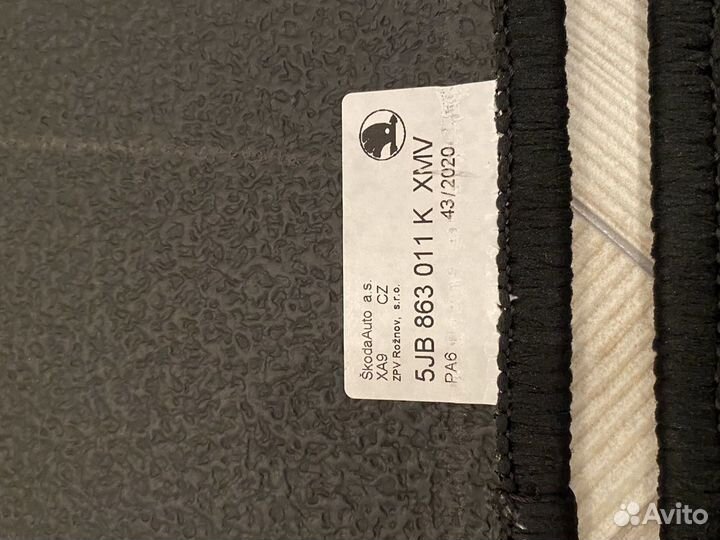 ŠkodaAuto a.s.
XA9 CZ
ZPV Rožnov, s.r.o.
5JB 863 011 K XMV
PA6 43/2020
Avito